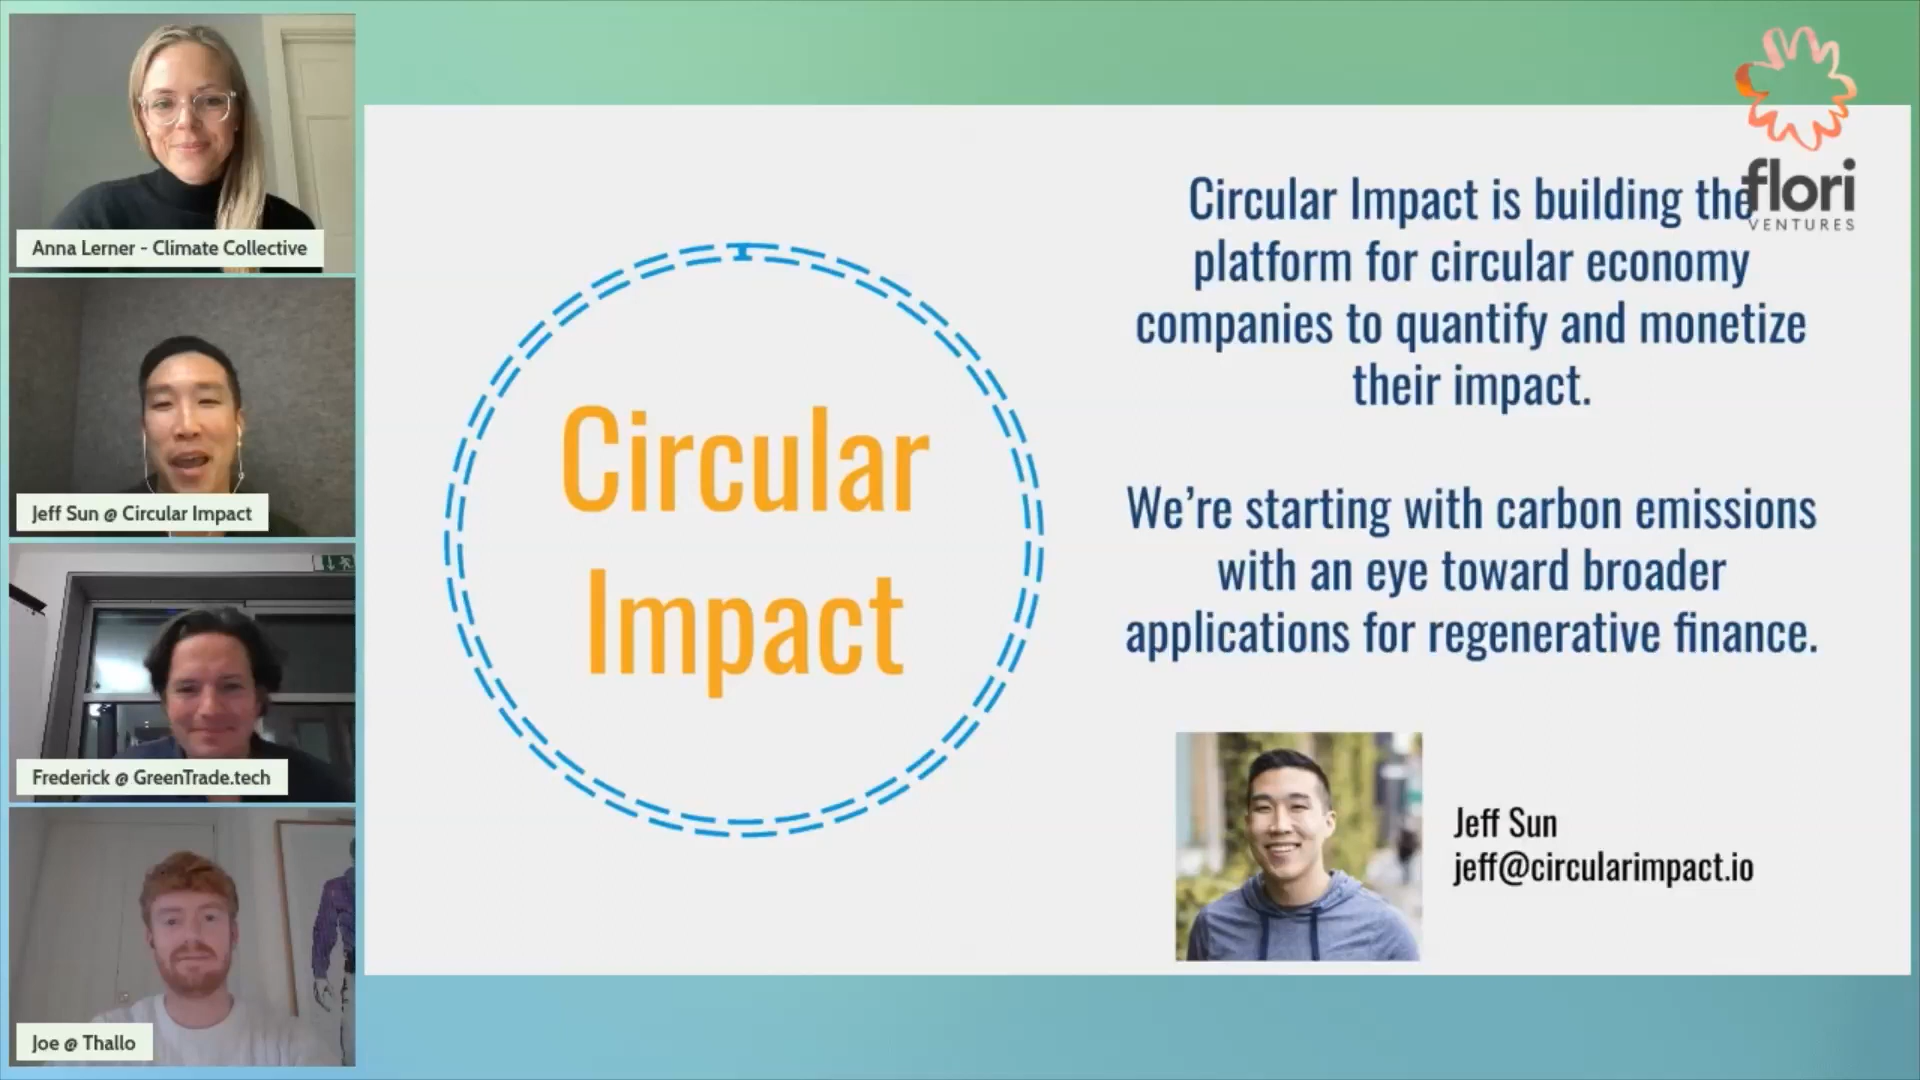 Anna Lerner - Climate Collective
Jeff Sun @ Circular Impact
Frederick @ GreenTrade.tech
Joe @ Thallo
Circular
Impact
flori
VENTURES
Circular Impact is building the
platform for circular economy
companies to quantify and monetize
their impact.
We're starting with carbon emissions
with an eye toward broader
applications for regenerative finance.
Jeff Sun
jeff@circularimpact.io